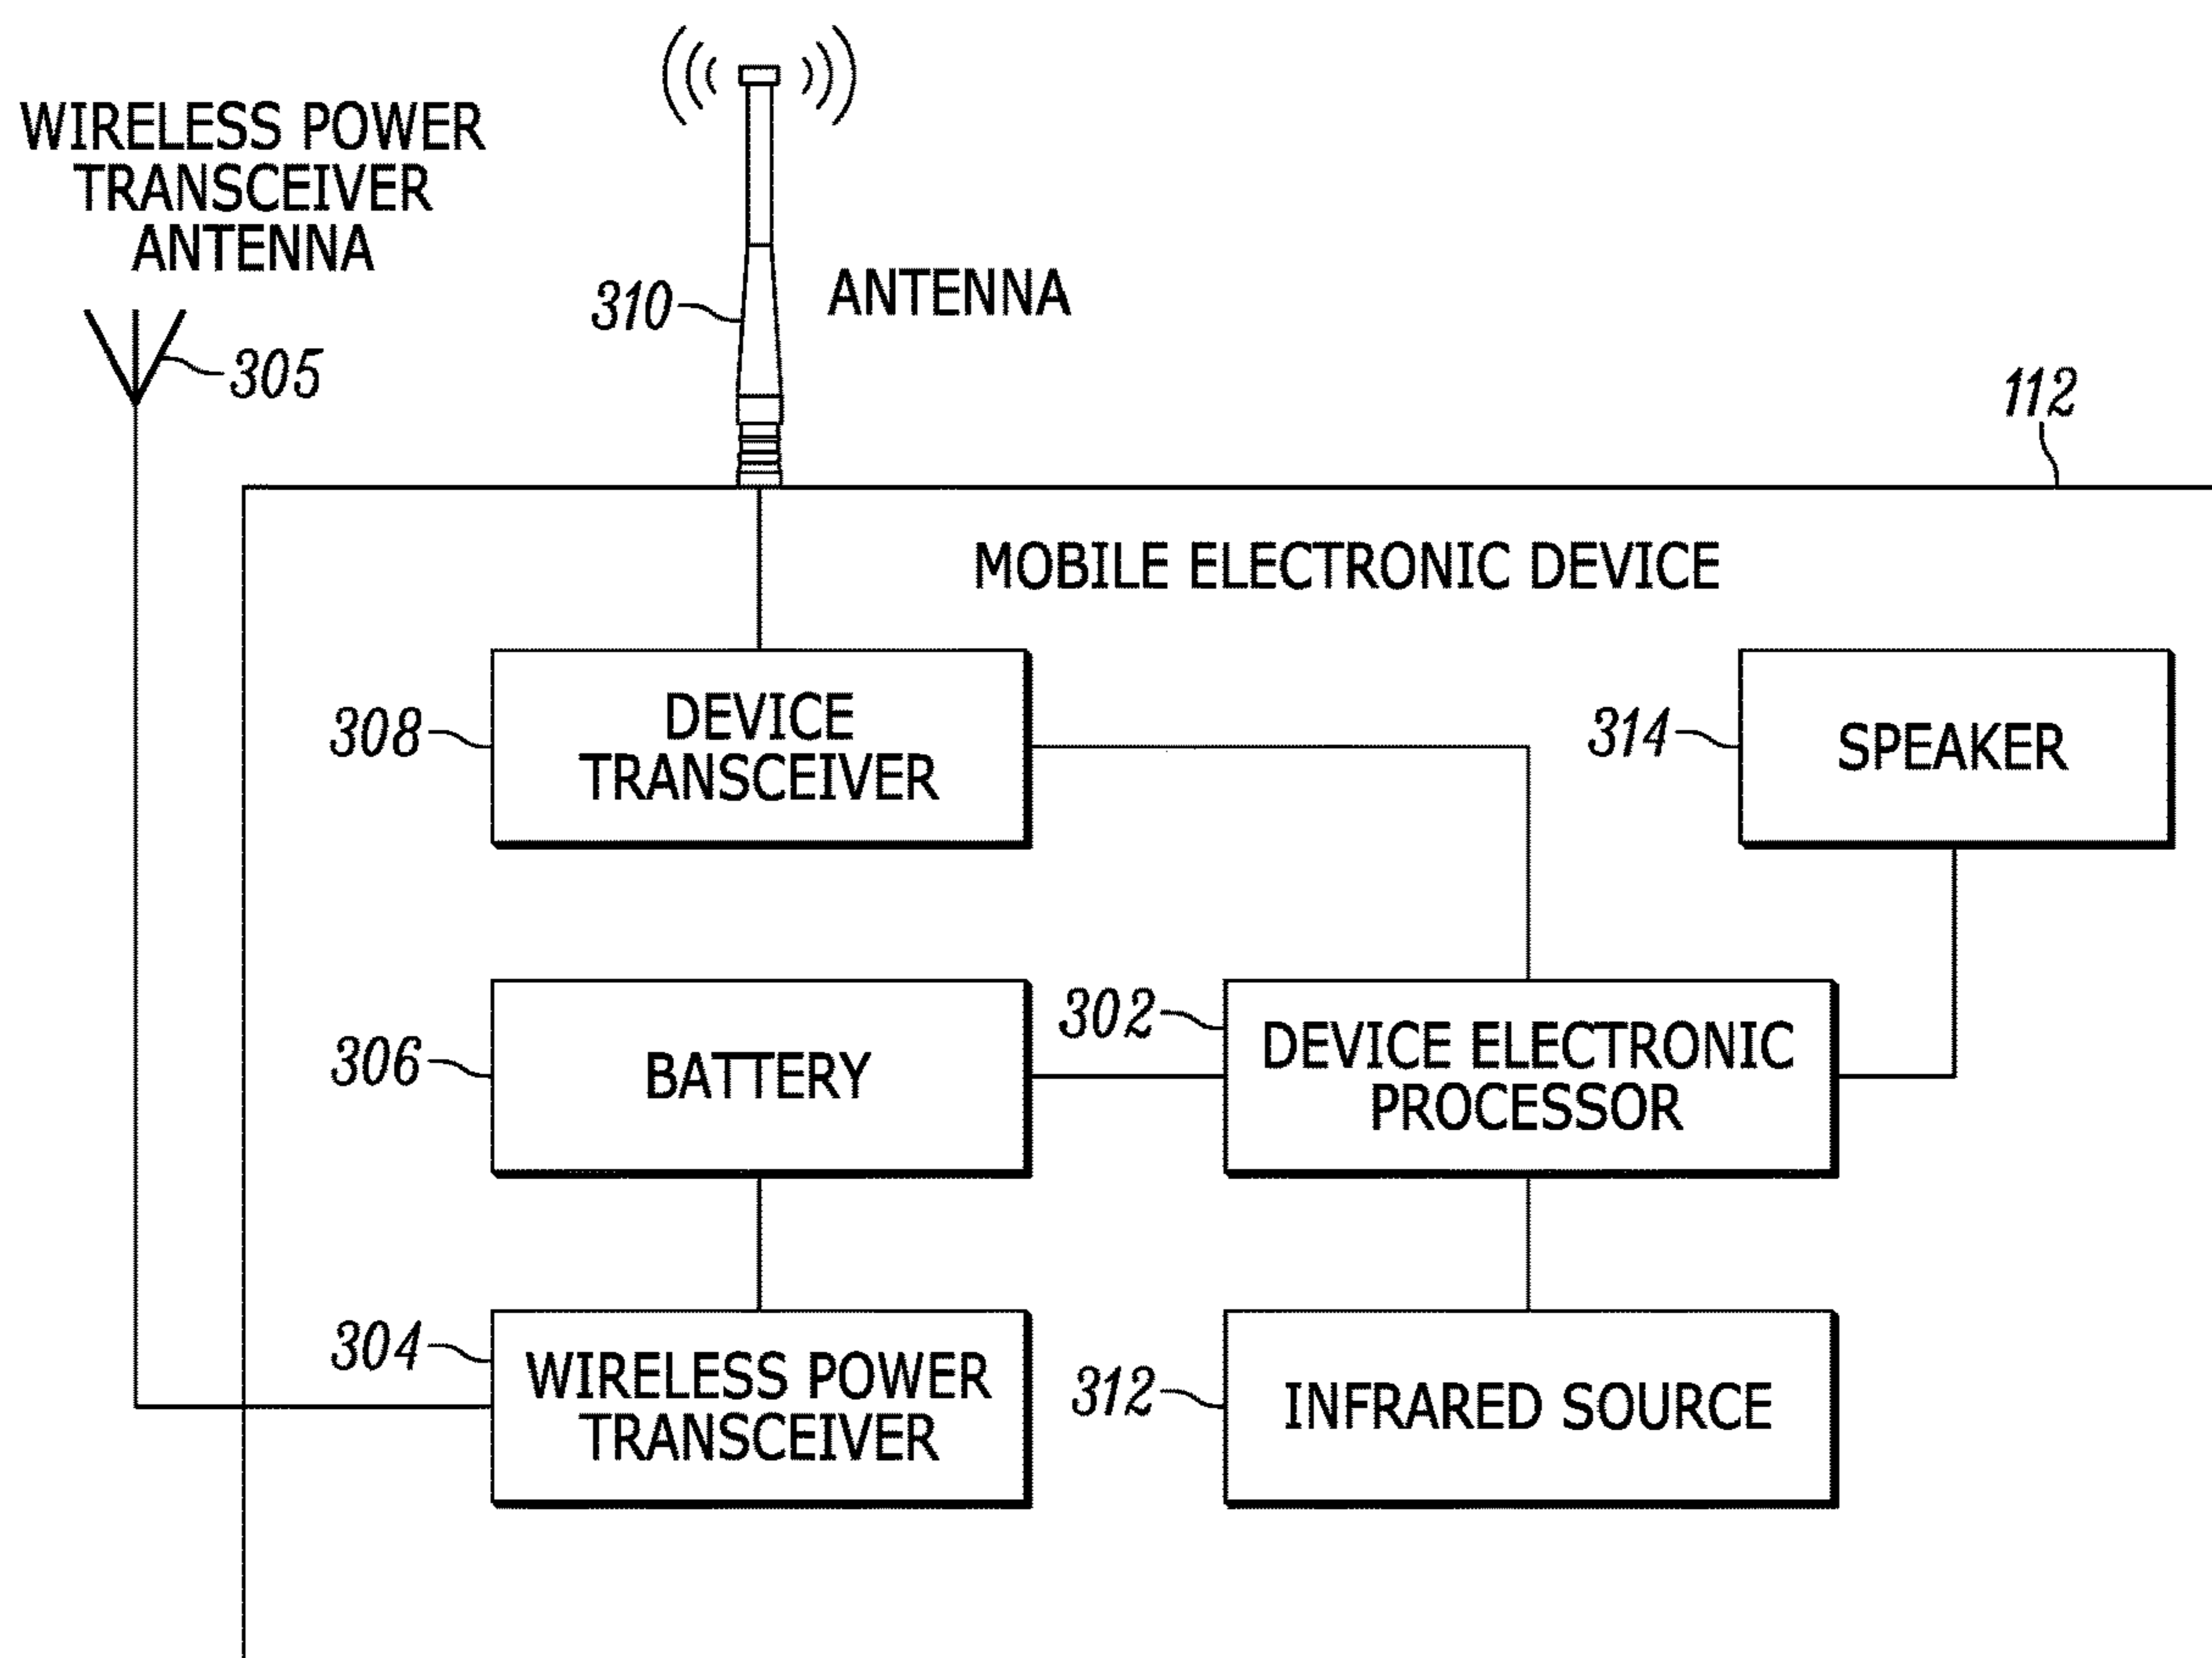 WIRELESS POWER
TRANSCEIVER
ANTENNA
310
ANTENNA
305
112
MOBILE ELECTRONIC DEVICE
308
DEVICE
TRANSCEIVER
314
SPEAKER
306
BATTERY
302
DEVICE ELECTRONIC
PROCESSOR
304
WIRELESS POWER
TRANSCEIVER
312
INFRARED SOURCE